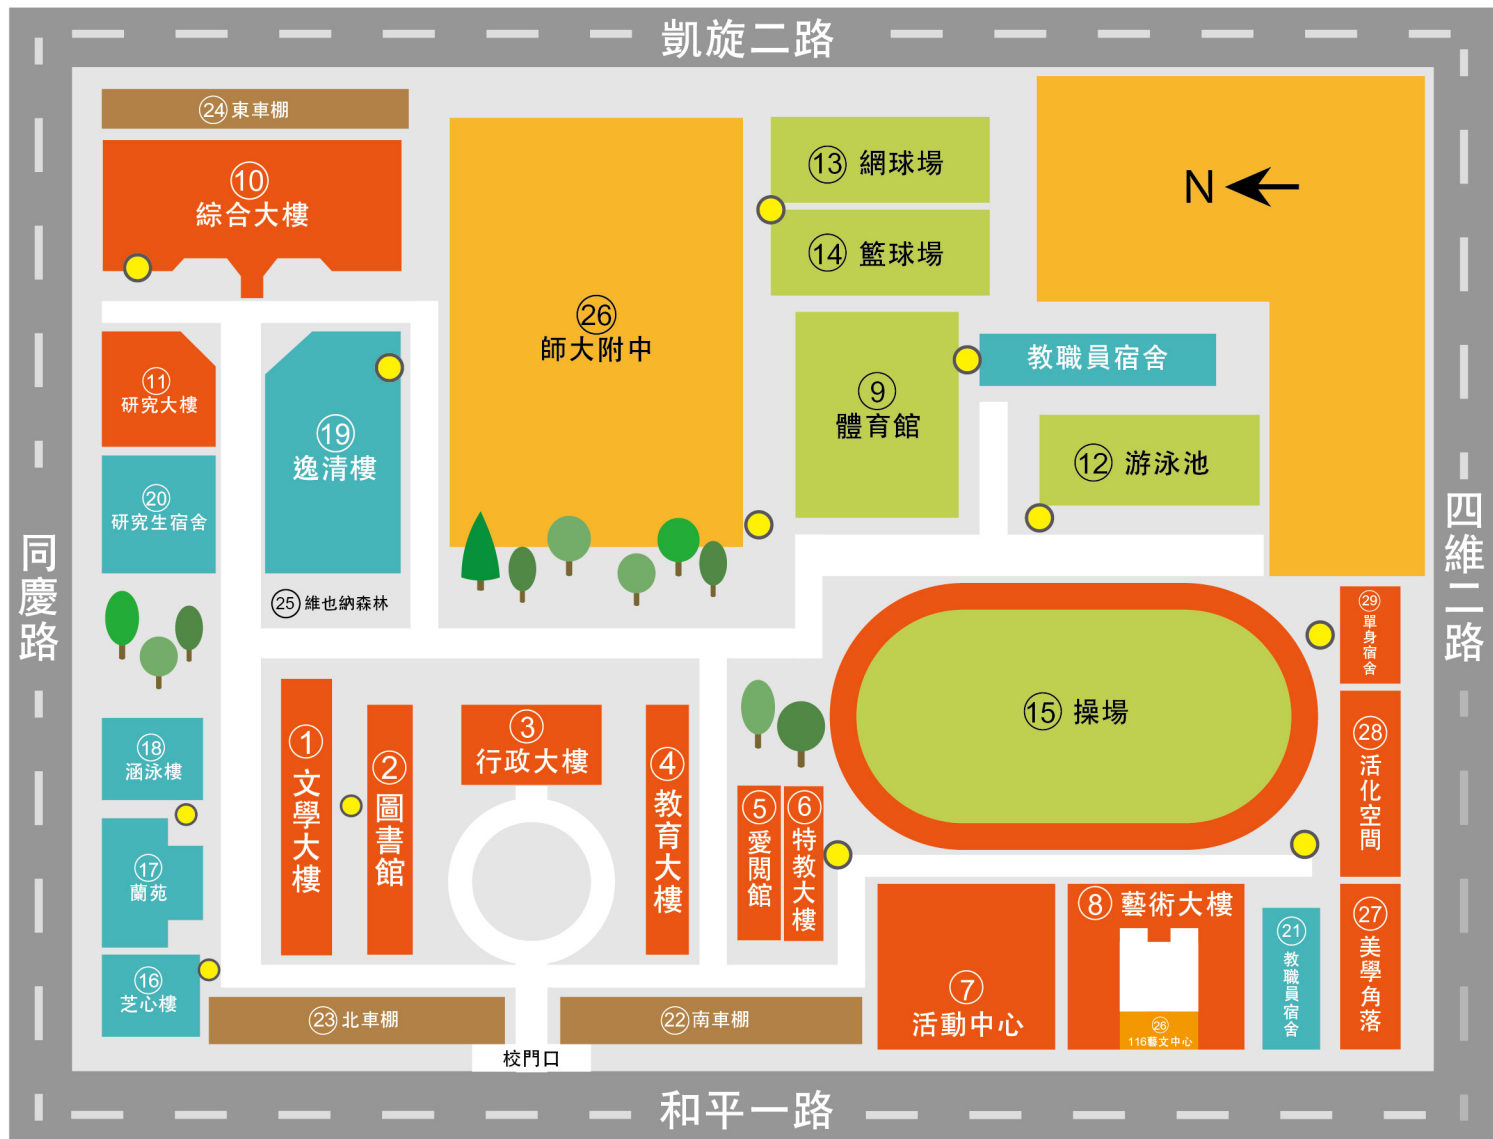 凱旋二路
㉔東車棚
⑩
綜合大樓
⑬ 網球場
⑭ 籃球場
N
㉖
師大附中
教職員宿舍
⑨
體育館
⑪
研究大樓
⑲
逸清樓
⑫ 游泳池
⑳
研究生宿舍
同慶路
四維二路
㉕ 維也納森林
㉙
單身宿舍
⑮ 操場
①
文學大樓
②
圖書館
③
行政大樓
④
教育大樓
⑤
愛閱館
⑥
特教大樓
㉘
活化空間
⑱
涵泳樓
⑰
蘭苑
⑯
芝心樓
⑦
活動中心
⑧ 藝術大樓
㉖
116藝文中心
㉑
教職員宿舍
㉗
美學角落
㉓北車棚
㉒南車棚
校門口
和平一路